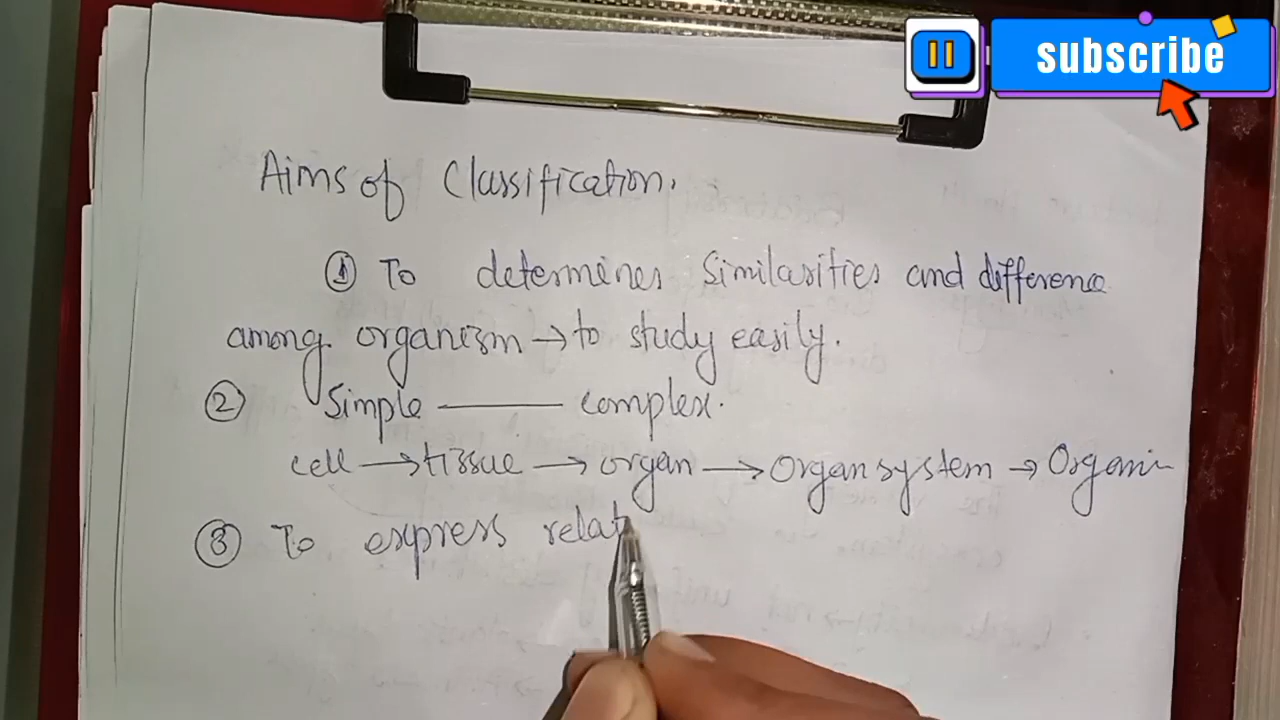 subscribe
Aims of Classification.
① To determines Similarities and difference
among organism → to study easily.
② Simple —— complex.
cell → tissue → organ → Organ system → Organi
③ To express relat